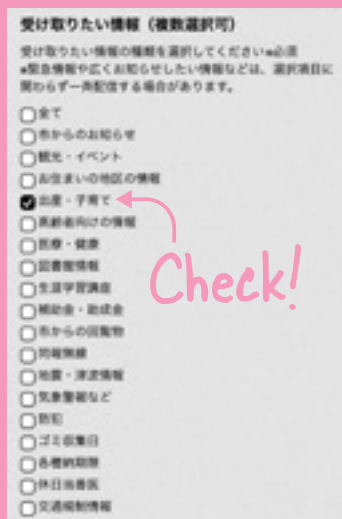 受け取りたい情報（複数選択可）
受け取りたい情報の種類を選択してください※必須
※緊急情報や広くお知らせしたい情報などは、選択項目に
関わらず一斉配信する場合があります。
全て
市からのお知らせ
観光・イベント
お住まいの地区の情報
出産・子育て
高齢者向けの情報
医療・健康
図書館情報
生涯学習講座
補助金・助成金
市からの回覧物
同報無線
地震・津波情報
気象警報など
防犯
ゴミ収集日
各種納期限
休日当番医
交通規制情報
Check!